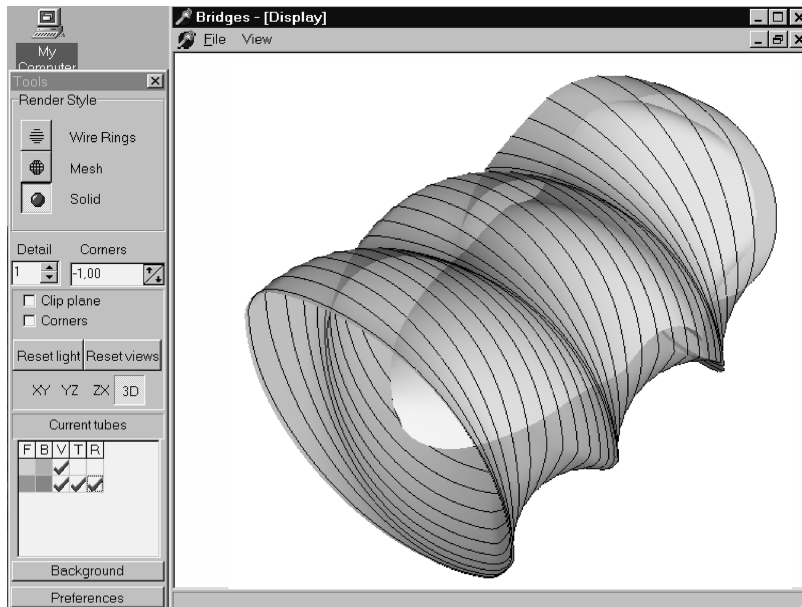 My
Computer
Bridges - [Display]
File View
Tools
Render Style
Wire Rings
Mesh
Solid
Detail Corners
1 -1,00
Clip plane
Corners
Reset light Reset views
XY YZ ZX 3D
Current tubes
F B V T R
Background
Preferences